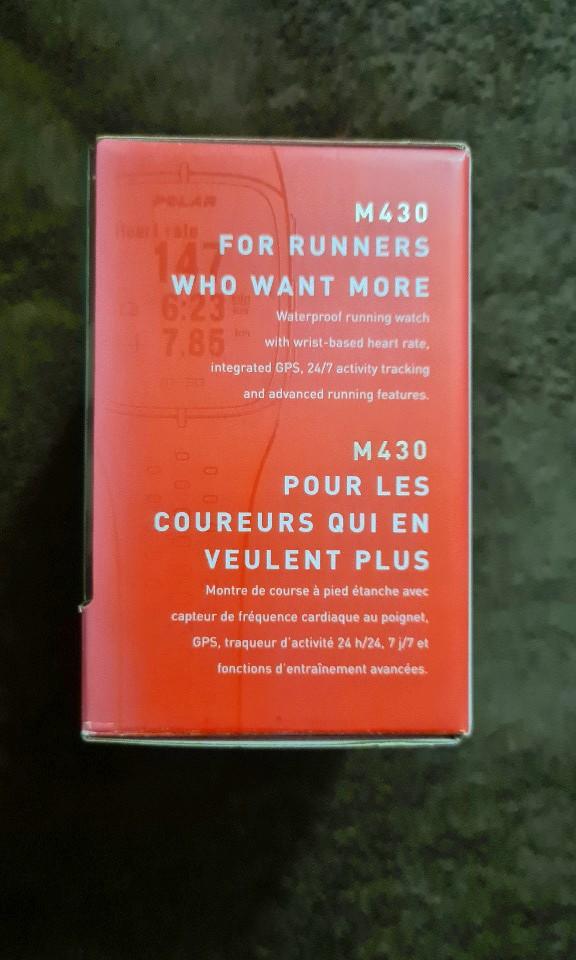 POLAR
Heart rate
147
6:23
7.85 km
M430
FOR RUNNERS
WHO WANT MORE
Waterproof running watch
with wrist-based heart rate,
integrated GPS, 24/7 activity tracking
and advanced running features.
M430
POUR LES
COUREURS QUI EN
VEULENT PLUS
Montre de course à pied étanche avec
capteur de fréquence cardiaque au poignet,
GPS, traqueur d'activité 24 h/24, 7 j/7 et
fonctions d'entraînement avancées.